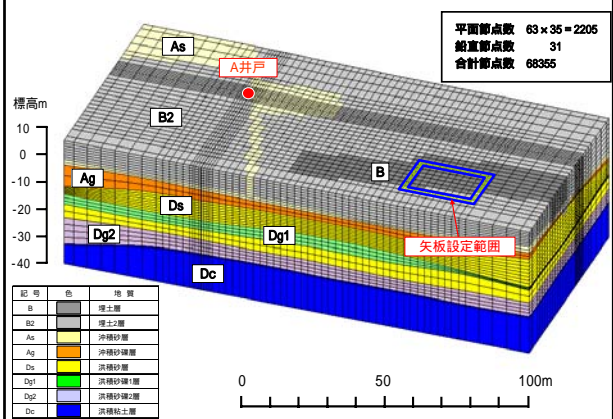 平面節点数 63×35=2205
鉛直節点数 31
合計節点数 68355
As
A井戸
標高m
B2
10
0
-10
-20
-30
-40
B
Ag
Ds
Dg1
Dg2
矢板設定範囲
Dc
記 号 色 地 質
B 埋土層
B2 埋土2層
As 沖積砂層
Ag 沖積砂礫層
Ds 洪積砂層
Dg1 洪積砂礫1層
Dg2 洪積砂礫2層
Dc 洪積粘土層
0 50 100m